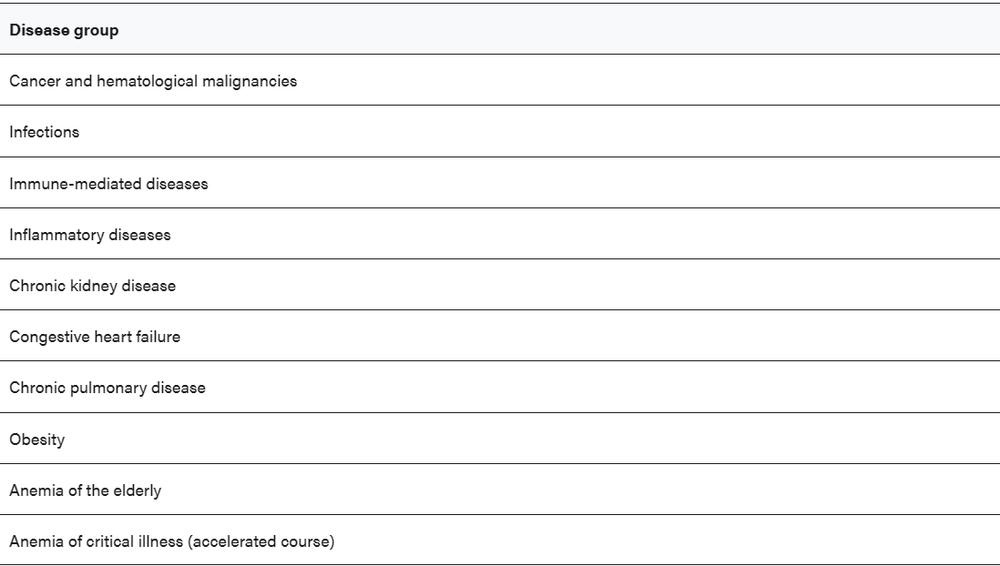 Disease group
Cancer and hematological malignancies
Infections
Immune-mediated diseases
Inflammatory diseases
Chronic kidney disease
Congestive heart failure
Chronic pulmonary disease
Obesity
Anemia of the elderly
Anemia of critical illness (accelerated course)